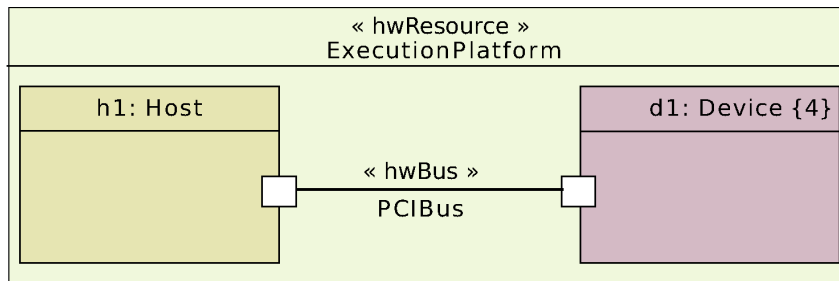 « hwResource »
ExecutionPlatform
h1: Host
d1: Device {4}
« hwBus »
PCIBus